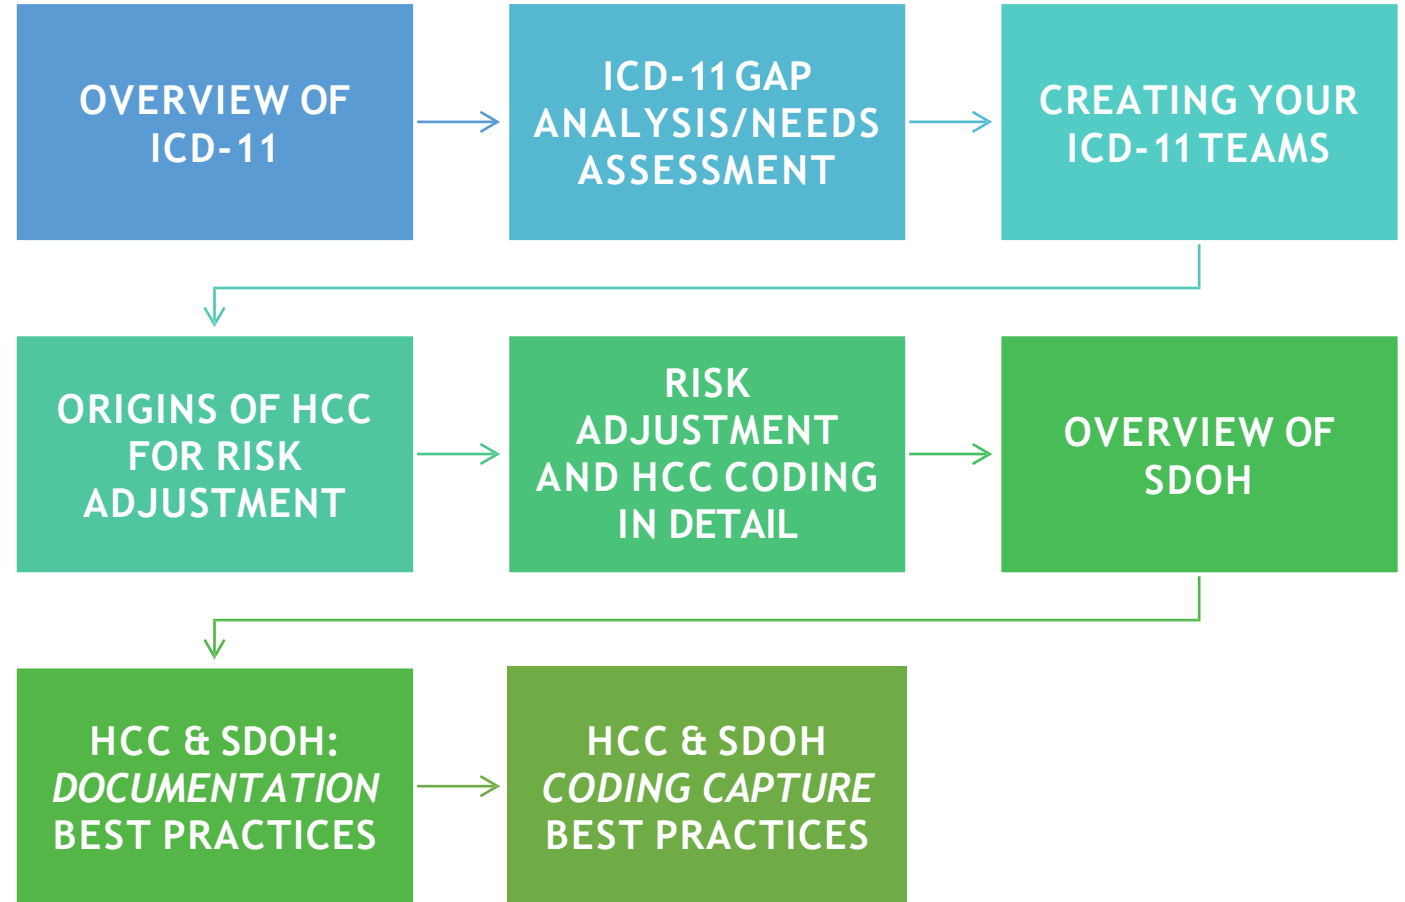 OVERVIEW OF
ICD-11
ICD-11 GAP
ANALYSIS/NEEDS
ASSESSMENT
CREATING YOUR
ICD-11 TEAMS
ORIGINS OF HCC
FOR RISK
ADJUSTMENT
RISK
ADJUSTMENT
AND HCC CODING
IN DETAIL
OVERVIEW OF
SDOH
HCC & SDOH:
DOCUMENTATION
BEST PRACTICES
HCC & SDOH
CODING CAPTURE
BEST PRACTICES